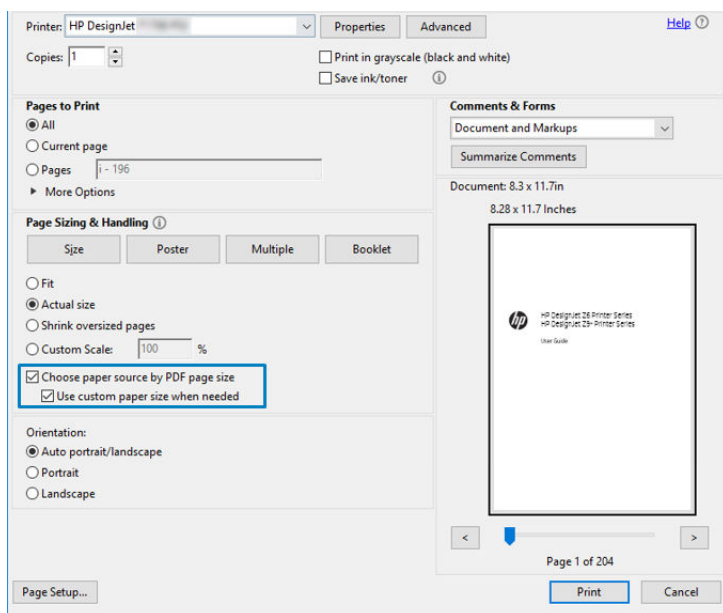 Printer: HP DesignJet Properties Advanced Help
Copies: 1 Print in grayscale (black and white)
Save ink/toner
Pages to Print
All
Current page
Pages i - 196
More Options
Comments & Forms
Document and Markups
Summarize Comments
Page Sizing & Handling
Size Poster Multiple Booklet
Fit
Actual size
Shrink oversized pages
Custom Scale: 100 %
Choose paper source by PDF page size
Use custom paper size when needed
Orientation:
Auto portrait/landscape
Portrait
Landscape
Document: 8.3 x 11.7in
8.28 x 11.7 Inches
hp
HP DesignJet Z6 Printer Series
HP DesignJet Z9+ Printer Series
User Guide
< >
Page 1 of 204
Page Setup... Print Cancel